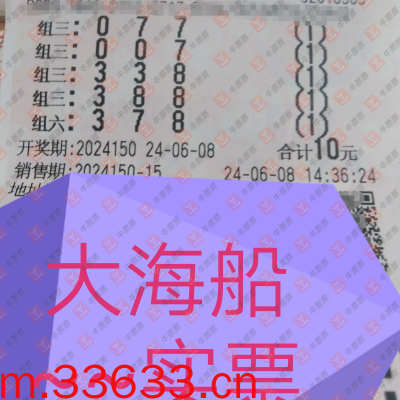 组三: 0 7 7 (1)
组三: 0 0 7 (1)
组三: 3 3 8 (1)
组三: 3 8 8 (1)
组六: 3 7 8 (1)
开奖期:2024150 24-06-08 合计10元
销售期:2024150-15 24-06-08 14:36:24
大海船
实票
m.33633.cn